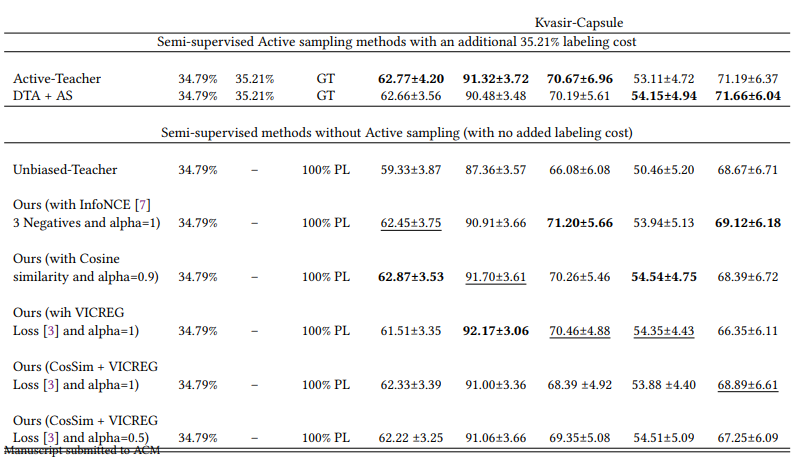 Kvasir-Capsule
Semi-supervised Active sampling methods with an additional 35.21% labeling cost
Active-Teacher 34.79% 35.21% GT 62.77±4.20 91.32±3.72 70.67±6.96 53.11±4.72 71.19±6.37
DTA + AS 34.79% 35.21% GT 62.66±3.56 90.48±3.48 70.19±5.61 54.15±4.94 71.66±6.04
Semi-supervised methods without Active sampling (with no added labeling cost)
Unbiased-Teacher 34.79% – 100% PL 59.33±3.87 87.36±3.57 66.08±6.08 50.46±5.20 68.67±6.71
Ours (with InfoNCE [7]
3 Negatives and alpha=1) 34.79% – 100% PL 62.45±3.75 90.91±3.66 71.20±5.66 53.94±5.13 69.12±6.18
Ours (with Cosine
similarity and alpha=0.9) 34.79% – 100% PL 62.87±3.53 91.70±3.61 70.26±5.46 54.54±4.75 68.39±6.72
Ours (wih VICREG
Loss [3] and alpha=1) 34.79% – 100% PL 61.51±3.35 92.17±3.06 70.46±4.88 54.35±4.43 66.35±6.11
Ours (CosSim + VICREG
Loss [3] and alpha=1) 34.79% – 100% PL 62.33±3.39 91.00±3.36 68.39 ±4.92 53.88 ±4.40 68.89±6.61
Ours (CosSim + VICREG
Loss [3] and alpha=0.5) 34.79% – 100% PL 62.22 ±3.25 91.06±3.66 69.35±5.08 54.51±5.09 67.25±6.09
Manuscript submitted to ACM